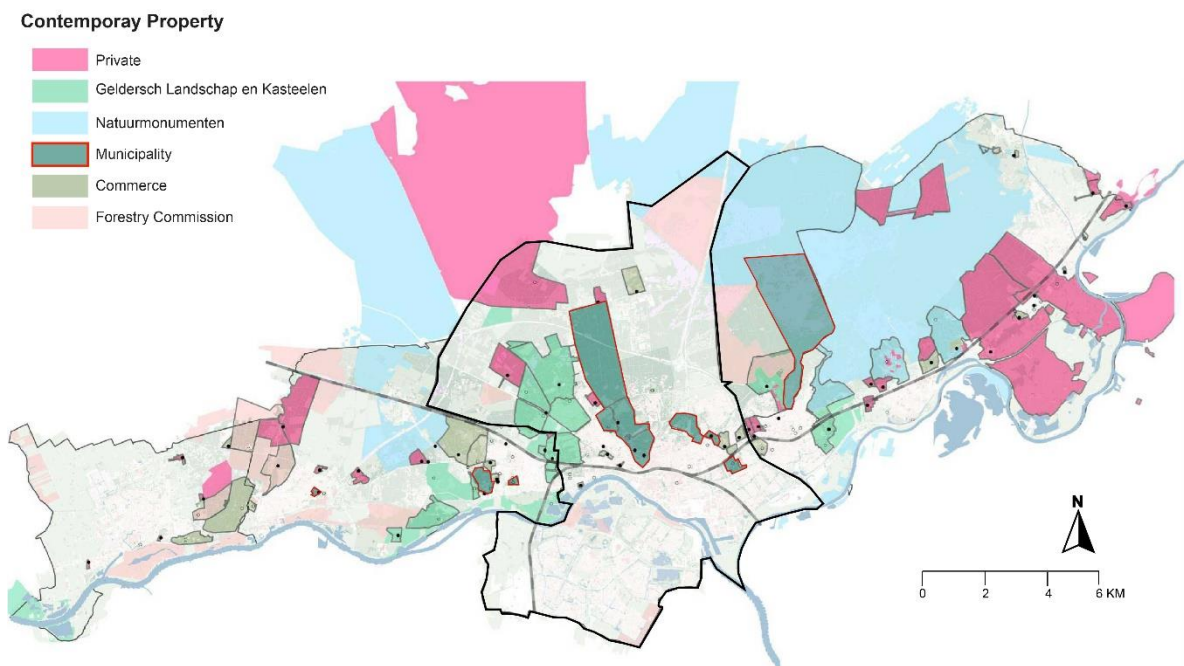 Contemporay Property
Private
Geldersch Landschap en Kasteelen
Natuurmonumenten
Municipality
Commerce
Forestry Commission
N
0 2 4 6 KM